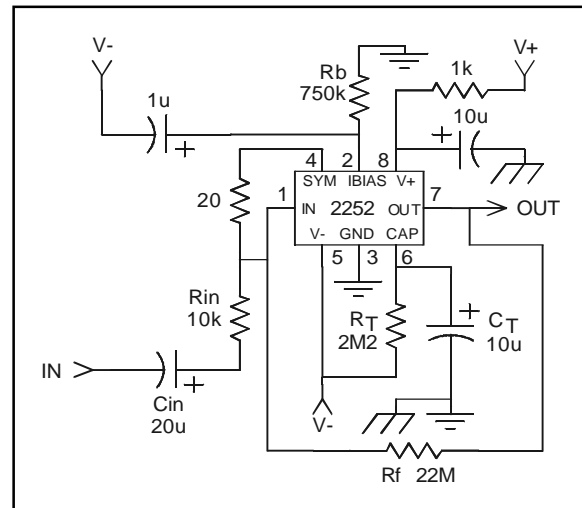 V-
V+
Rb
750k
1k
1u
+
+
10u
4
2
8
SYM
IBIAS
V+
20
1
IN
2252
OUT
7
OUT
V-
GND
CAP
5
3
6
Rin
10k
RT
2M2
+
CT
10u
IN
+
Cin
20u
V-
Rf 22M